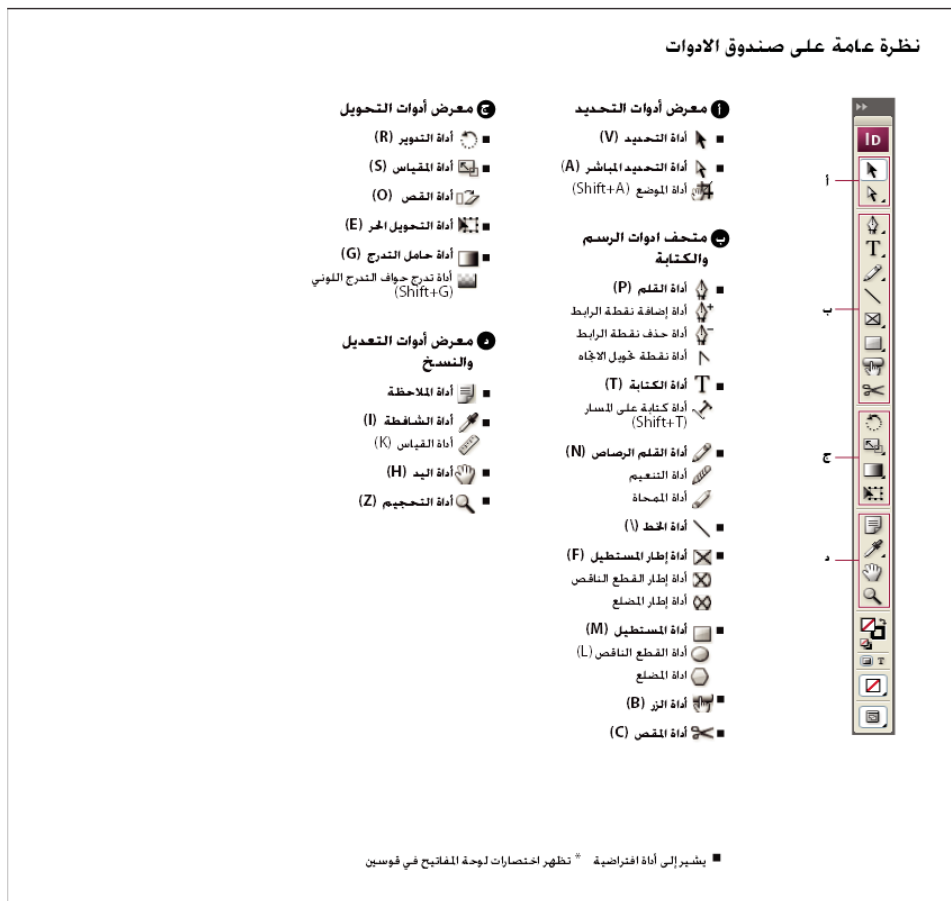 نظرة عامة على صندوق الادوات
أ معرض أدوات التحديد
■ أداة التحديد (V)
■ أداة التحديد المباشر (A)
أداة الموضع (Shift+A)
ب متحف ادوات الرسم
والكتابة
■ أداة القلم (P)
أداة إضافة نقطة الرابط
أداة حذف نقطة الرابط
أداة نقطة تحويل الاتجاه
■ أداة الكتابة (T)
أداة كتابة على المسار
(Shift+T)
■ أداة القلم الرصاص (N)
أداة التنعيم
أداة الممحاة
■ أداة الخط (\)
■ أداة إطار المستطيل (F)
أداة إطار القطع الناقص
أداة إطار المضلع
■ أداة المستطيل (M)
أداة القطع الناقص (L)
اداة المضلع
■ أداة الزر (B)
■ أداة المقص (C)
ج معرض أدوات التحويل
■ أداة التدوير (R)
■ أداة المقياس (S)
■ أداة القص (O)
■ أداة التحويل الحر (E)
■ أداة حامل التدرج (G)
أداة تدرج حواف التدرج اللوني
(Shift+G)
د معرض أدوات التعديل
والنسخ
■ أداة الملاحظة
■ أداة الشافطة (I)
أداة القياس (K)
■ أداة اليد (H)
■ أداة التحجيم (Z)
ID
أ
ب
ج
د
■ يشير إلى أداة افتراضية * تظهر اختصارات لوحة المفاتيح في قوسين